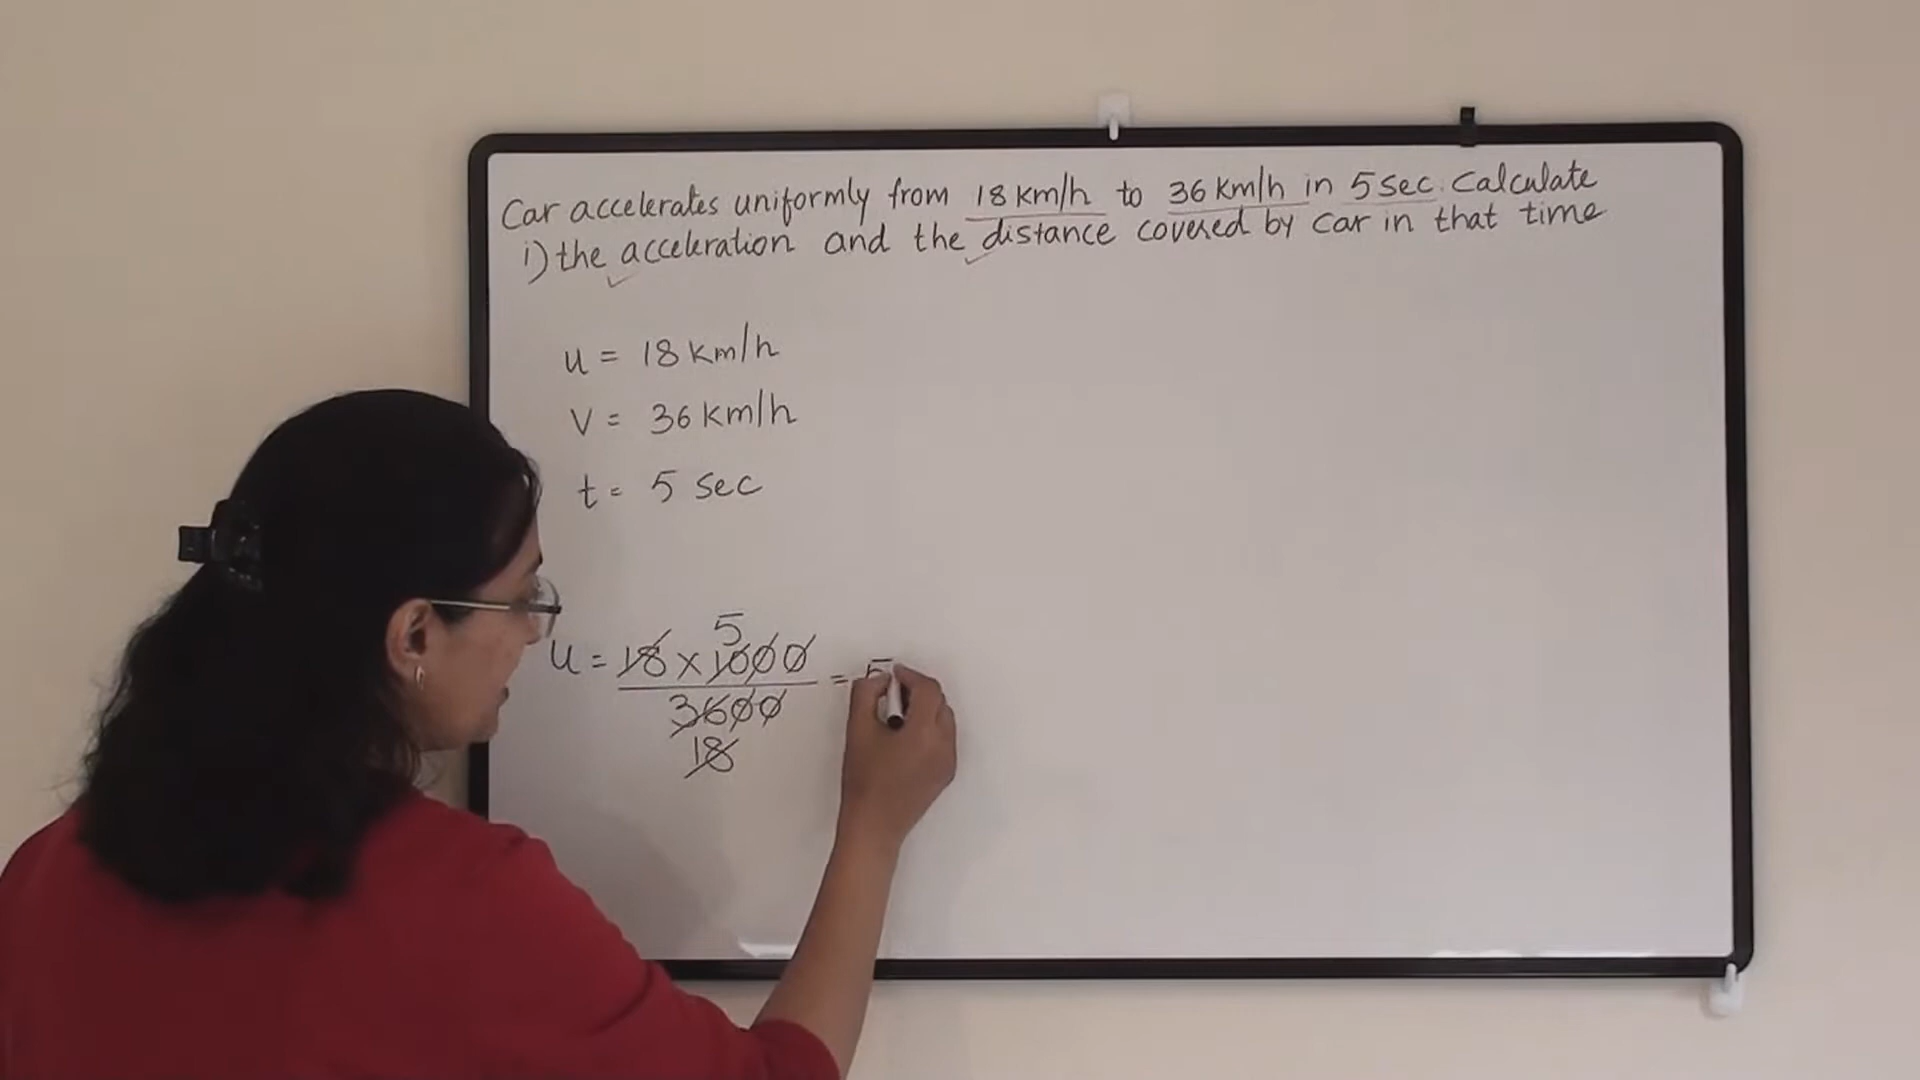 Car accelerates uniformly from 18 km/h to 36 km/h in 5 sec. Calculate
i) the acceleration and the distance covered by car in that time
u = 18 km/h
v = 36 km/h
t = 5 sec
5
u = 18 x 1000 = 5
3600
18